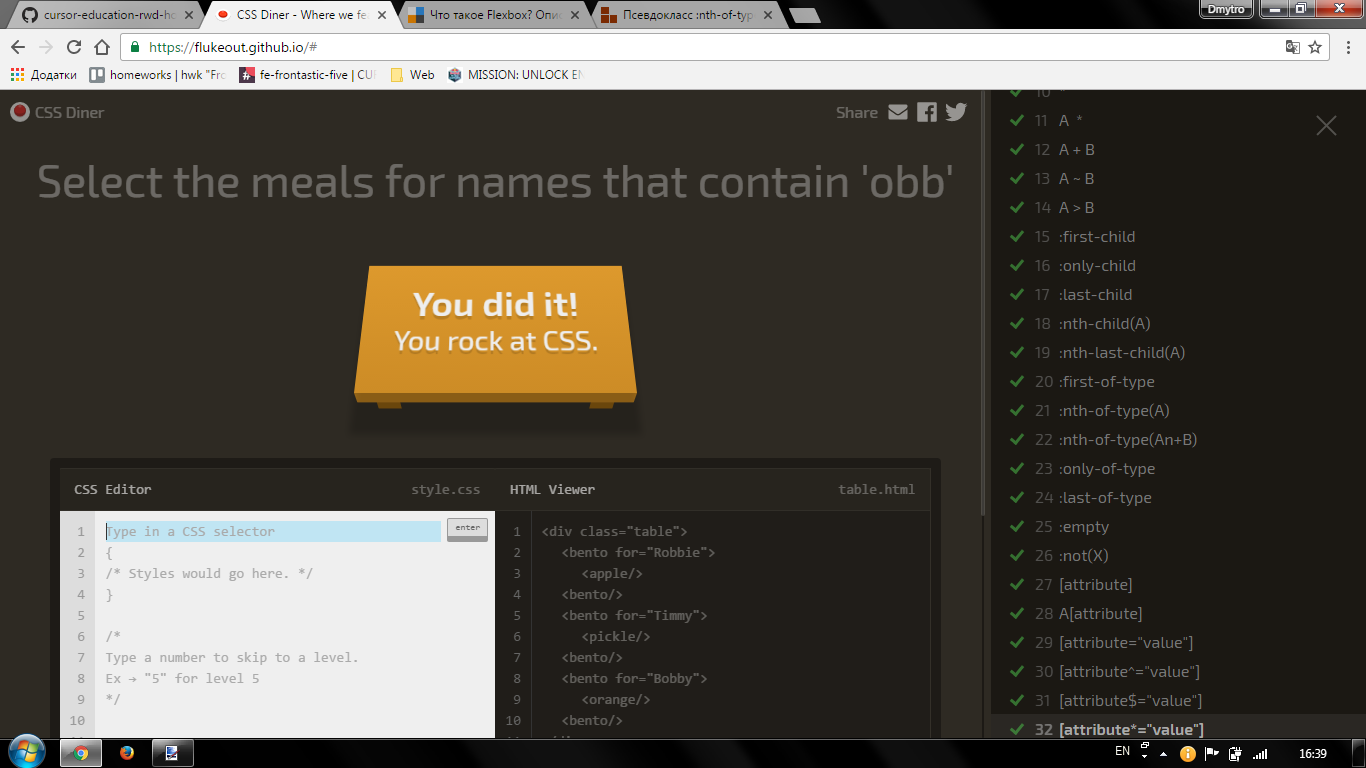 cursor-education-rwd-ho
CSS Diner - Where we fe
Что такое Flexbox? Опи
Псевдокласс :nth-of-typ
Dmytro
https://flukeout.github.io/#
Додатки
homeworks | hwk "Fro
fe-frontastic-five | CU
Web
MISSION: UNLOCK EN
CSS Diner
Share
Select the meals for names that contain 'obb'
You did it!
You rock at CSS.
CSS Editor
style.css
HTML Viewer
table.html
1 Type in a CSS selector
enter
2 {
3 /* Styles would go here. */
4 }
5
6 /*
7 Type a number to skip to a level.
8 Ex → "5" for level 5
9 */
10
1 <div class="table">
2 <bento for="Robbie">
3 <apple/>
4 <bento/>
5 <bento for="Timmy">
6 <pickle/>
7 <bento/>
8 <bento for="Bobby">
9 <orange/>
10 <bento/>
10 *
11 A *
12 A + B
13 A ~ B
14 A > B
15 :first-child
16 :only-child
17 :last-child
18 :nth-child(A)
19 :nth-last-child(A)
20 :first-of-type
21 :nth-of-type(A)
22 :nth-of-type(An+B)
23 :only-of-type
24 :last-of-type
25 :empty
26 :not(X)
27 [attribute]
28 A[attribute]
29 [attribute="value"]
30 [attribute^="value"]
31 [attribute$="value"]
32 [attribute*="value"]
EN
16:39